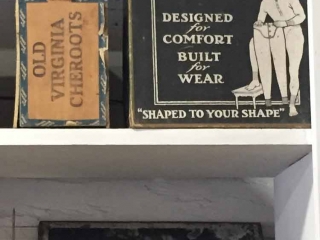 OLD
VIRGINIA
CHEROOTS
DESIGNED
for
COMFORT
BUILT
for
WEAR
"SHAPED TO YOUR SHAPE"